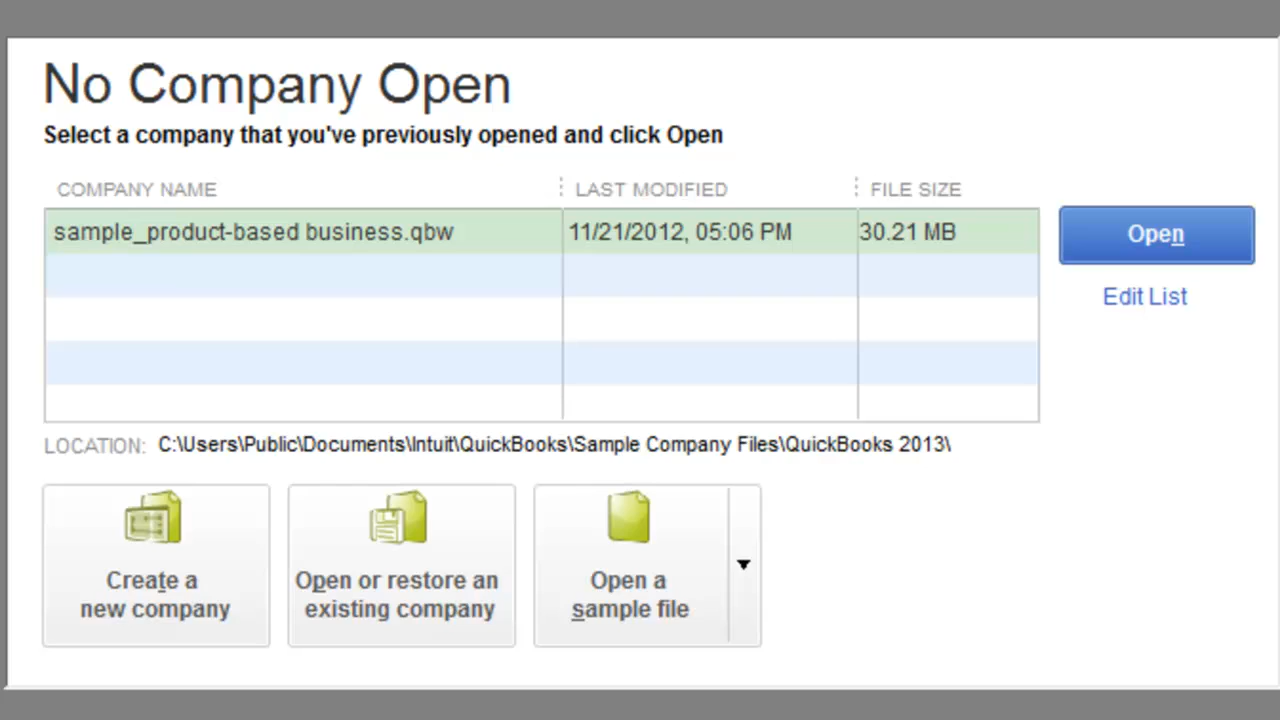 No Company Open
Select a company that you've previously opened and click Open
COMPANY NAME LAST MODIFIED FILE SIZE
sample_product-based business.qbw 11/21/2012, 05:06 PM 30.21 MB
Open
Edit List
LOCATION: C:\Users\Public\Documents\Intuit\QuickBooks\Sample Company Files\QuickBooks 2013\
Create a
new company
Open or restore an
existing company
Open a
sample file